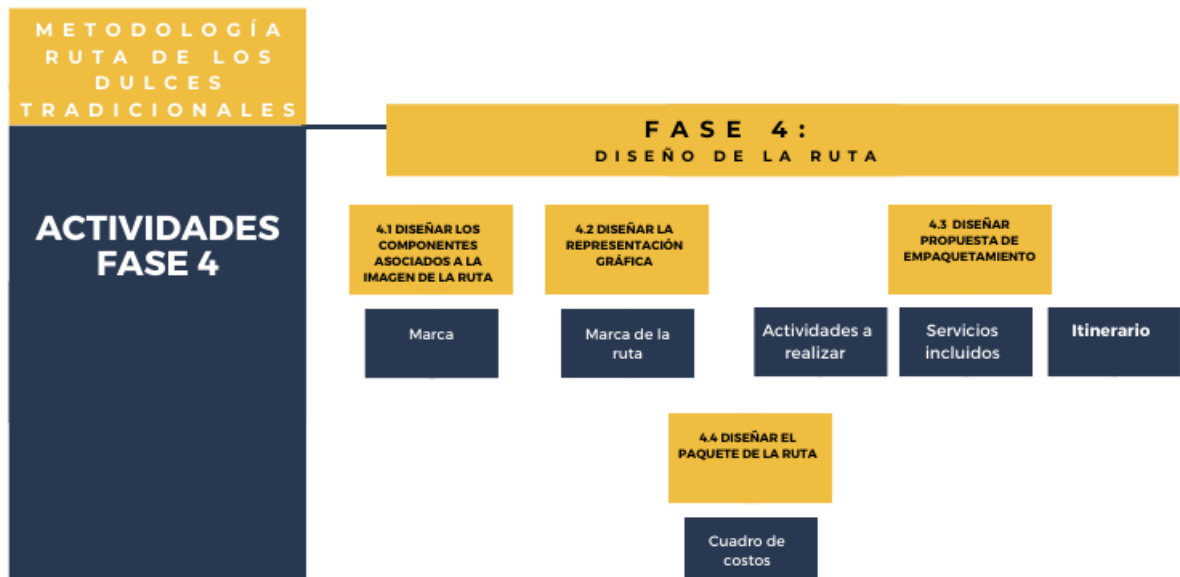 METODOLOGÍA
RUTA DE LOS
DULCES
TRADICIONALES
FASE 4:
DISEÑO DE LA RUTA
ACTIVIDADES
FASE 4
4.1 DISEÑAR LOS
COMPONENTES
ASOCIADOS A LA
IMAGEN DE LA RUTA
Marca
4.2 DISEÑAR LA
REPRESENTACIÓN
GRÁFICA
Marca de la
ruta
4.3 DISEÑAR
PROPUESTA DE
EMPAQUETAMIENTO
Actividades a
realizar
Servicios
incluidos
Itinerario
4.4 DISEÑAR EL
PAQUETE DE LA RUTA
Cuadro de
costos